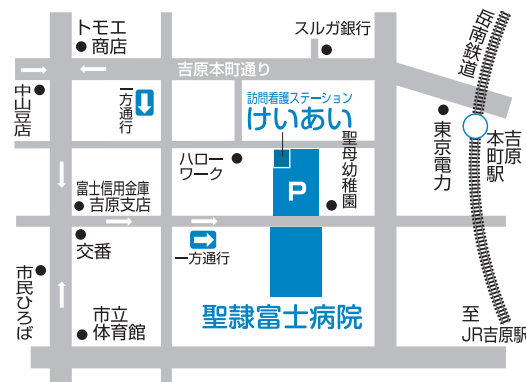 トモエ
商店
スルガ銀行
岳南鉄道
吉原本町通り
中山豆店
一方
通行
訪問看護ステーション
けいあい
東京電力
吉原
本町駅
ハロー
ワーク
聖母幼稚園
P
富士信用金庫
吉原支店
交番
一方通行
市民ひろば
市立
体育館
聖隷富士病院
至
JR吉原駅